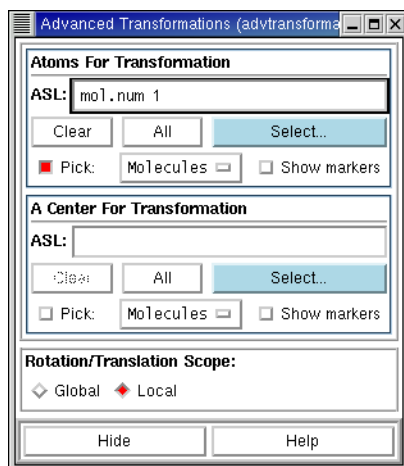 Advanced Transformations (advtransforma
Atoms For Transformation
ASL: mol.num 1
Clear All Select...
Pick: Molecules Show markers
A Center For Transformation
ASL:
Clear All Select...
Pick: Molecules Show markers
Rotation/Translation Scope:
Global Local
Hide Help